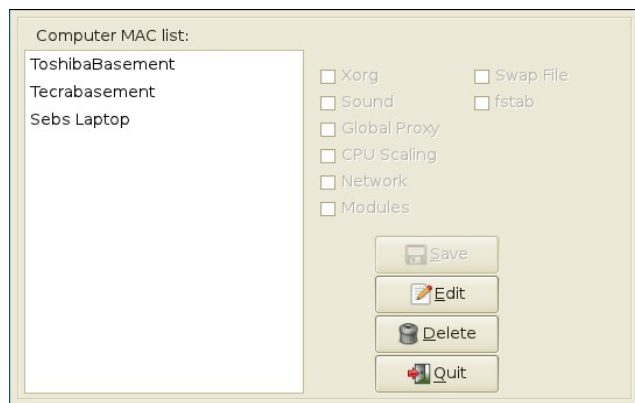 Computer MAC list:
ToshibaBasement
Tecrabasement
Sebs Laptop
Xorg
Swap File
Sound
fstab
Global Proxy
CPU Scaling
Network
Modules
Save
Edit
Delete
Quit